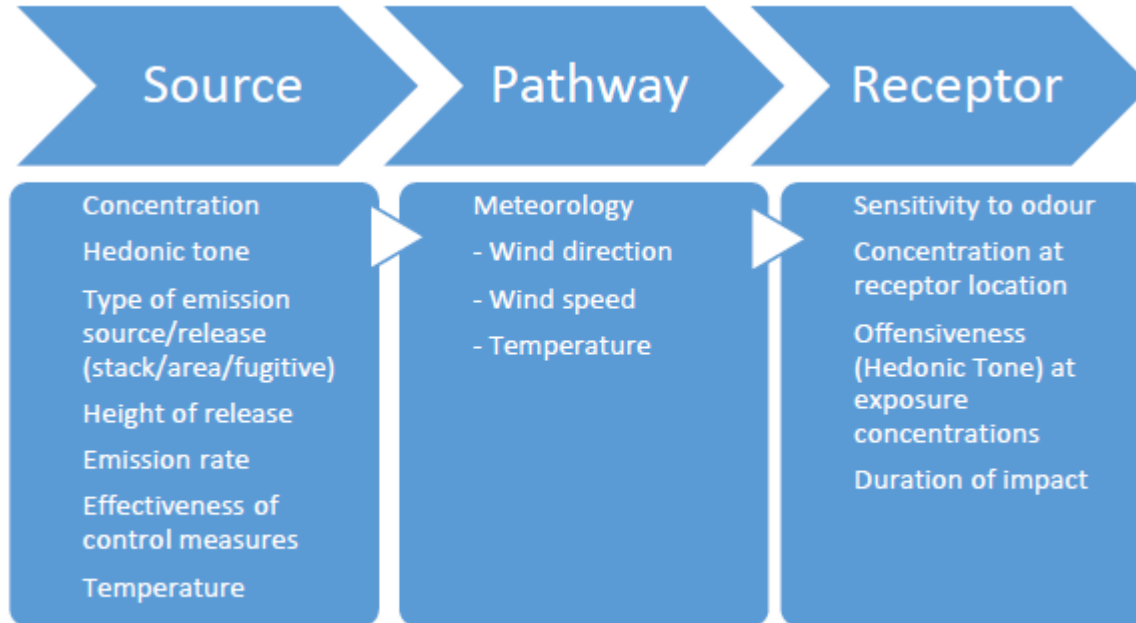 Source
Pathway
Receptor
Concentration
Hedonic tone
Type of emission
source/release
(stack/area/fugitive)
Height of release
Emission rate
Effectiveness of
control measures
Temperature
Meteorology
- Wind direction
- Wind speed
- Temperature
Sensitivity to odour
Concentration at
receptor location
Offensiveness
(Hedonic Tone) at
exposure
concentrations
Duration of impact